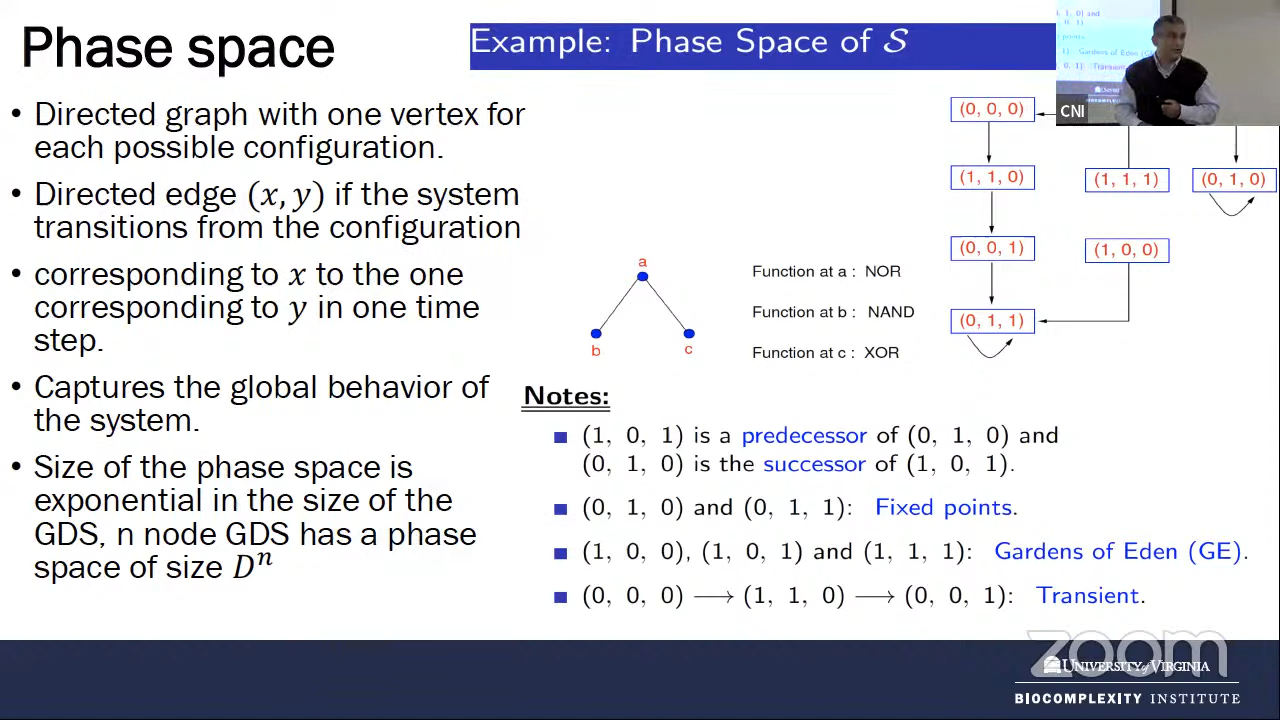 Phase space
• Directed graph with one vertex for
each possible configuration.
• Directed edge (x, y) if the system
transitions from the configuration
• corresponding to x to the one
corresponding to y in one time
step.
• Captures the global behavior of
the system.
• Size of the phase space is
exponential in the size of the
GDS, n node GDS has a phase
space of size Dⁿ
Example: Phase Space of 𝒮
(0, 0, 0)
(1, 1, 0)
(1, 1, 1)
(0, 1, 0)
(0, 0, 1)
(1, 0, 0)
(0, 1, 1)
a
b
c
Function at a : NOR
Function at b : NAND
Function at c : XOR
Notes:
(1, 0, 1) is a predecessor of (0, 1, 0) and
(0, 1, 0) is the successor of (1, 0, 1).
(0, 1, 0) and (0, 1, 1): Fixed points.
(1, 0, 0), (1, 0, 1) and (1, 1, 1): Gardens of Eden (GE).
(0, 0, 0) ⟶ (1, 1, 0) ⟶ (0, 0, 1): Transient.
CNI
zoom
UNIVERSITY of VIRGINIA
BIOCOMPLEXITY INSTITUTE